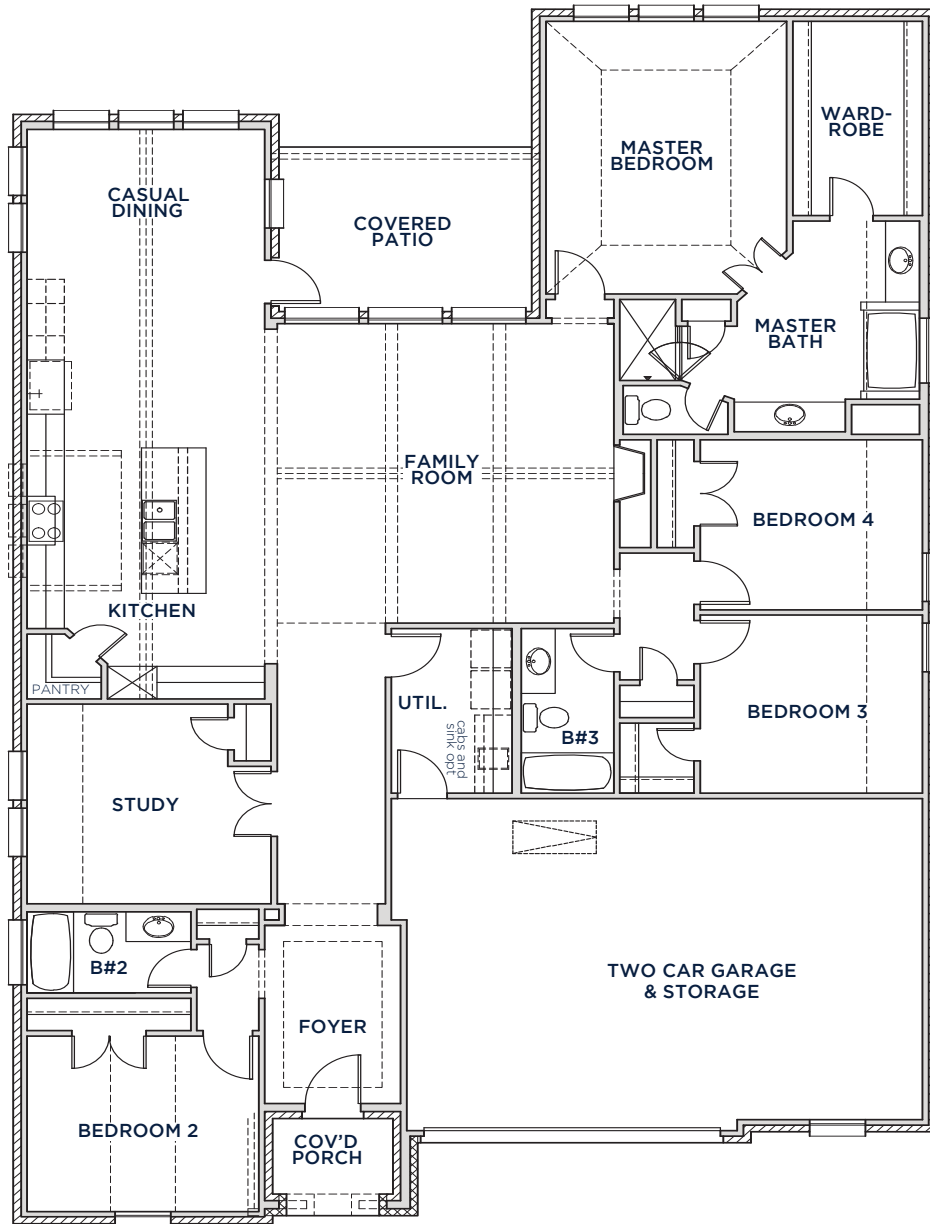 WARD-
ROBE
MASTER
BEDROOM
CASUAL
DINING
COVERED
PATIO
MASTER
BATH
FAMILY
ROOM
BEDROOM 4
KITCHEN
PANTRY
UTIL.
cabs and
sink opt
B#3
BEDROOM 3
STUDY
B#2
TWO CAR GARAGE
& STORAGE
FOYER
BEDROOM 2
COV'D
PORCH